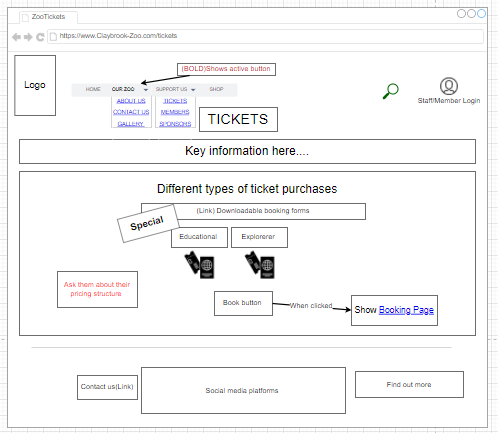 ZooTickets
https://www.Claybrook-Zoo.com/tickets
Logo
(BOLD)Shows active button
HOME OUR ZOO SUPPORT US SHOP
ABOUT US TICKETS
CONTACT US MEMBERS
GALLERY SPONSORS
Staff/Member Login
TICKETS
Key information here....
Different types of ticket purchases
(Link) Downloadable booking forms
Special
Educational Explorerer
Ask them about their
pricing structure
Book button
When clicked
Show Booking Page
Contact us(Link)
Social media platforms
Find out more